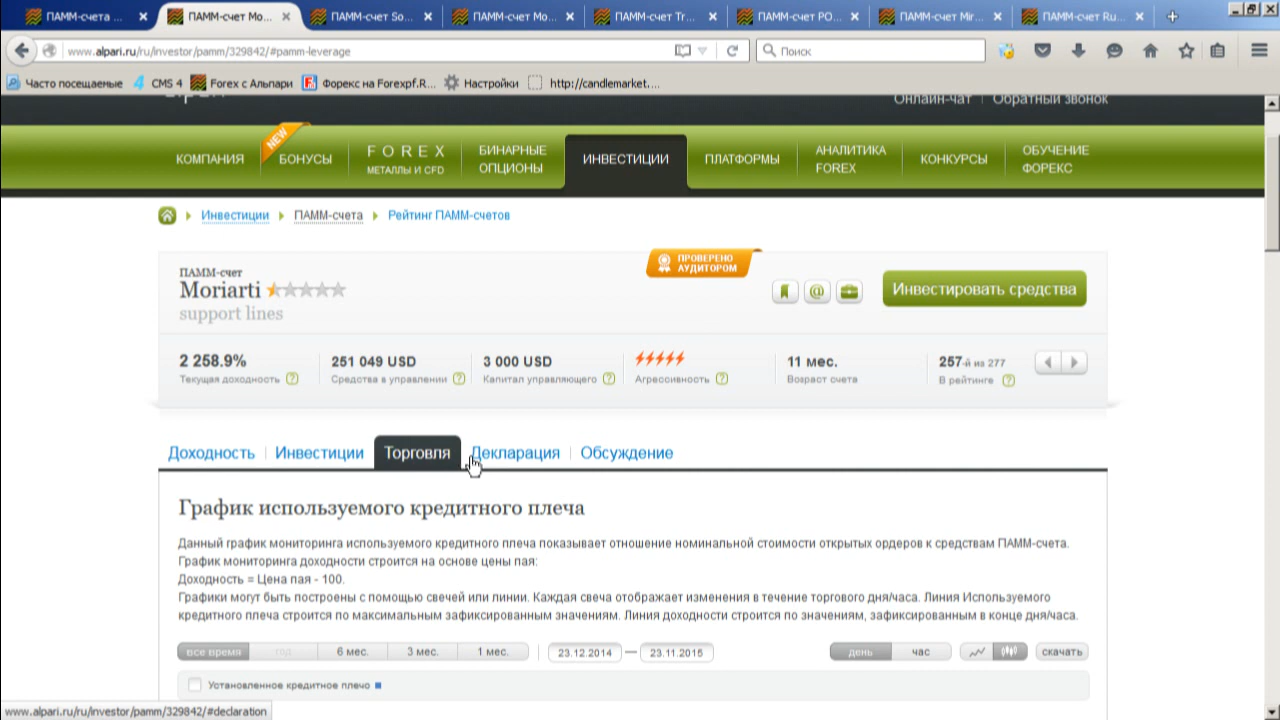 ПАММ-счета ...
ПАММ-счет Mo...
ПАММ-счет So...
ПАММ-счет Mo...
ПАММ-счет Tr...
ПАММ-счет PO...
ПАММ-счет Mir...
ПАММ-счет Ru...
www.alpari.ru/ru/investor/pamm/329842/#pamm-leverage
Поиск
Часто посещаемые
CMS 4
Forex с Альпари
Форекс на Forexpf.R...
Настройки
http://candlemarket....
Онлайн-чат | Обратный звонок
КОМПАНИЯ
NEW
БОНУСЫ
FOREX
МЕТАЛЛЫ И CFD
БИНАРНЫЕ
ОПЦИОНЫ
ИНВЕСТИЦИИ
ПЛАТФОРМЫ
АНАЛИТИКА
FOREX
КОНКУРСЫ
ОБУЧЕНИЕ
ФОРЕКС
Инвестиции
ПАММ-счета
Рейтинг ПАММ-счетов
ПРОВЕРЕНО
АУДИТОРОМ
ПАММ-счет
Moriarti
support lines
Инвестировать средства
2 258.9%
Текущая доходность
251 049 USD
Средства в управлении
3 000 USD
Капитал управляющего
Агрессивность
11 мес.
Возраст счета
257-й из 277
В рейтинге
Доходность
Инвестиции
Торговля
Декларация
Обсуждение
График используемого кредитного плеча
Данный график мониторинга используемого кредитного плеча показывает отношение номинальной стоимости открытых ордеров к средствам ПАММ-счета.
График мониторинга доходности строится на основе цены пая:
Доходность = Цена пая - 100.
Графики могут быть построены с помощью свечей или линии. Каждая свеча отображает изменения в течение торгового дня/часа. Линия Используемого
кредитного плеча строится по максимальным зафиксированным значениям. Линия доходности строится по значениям, зафиксированным в конце дня/часа.
все время
год
6 мес.
3 мес.
1 мес.
23.12.2014 — 23.11.2015
день
час
скачать
Установленное кредитное плечо
www.alpari.ru/ru/investor/pamm/329842/#declaration